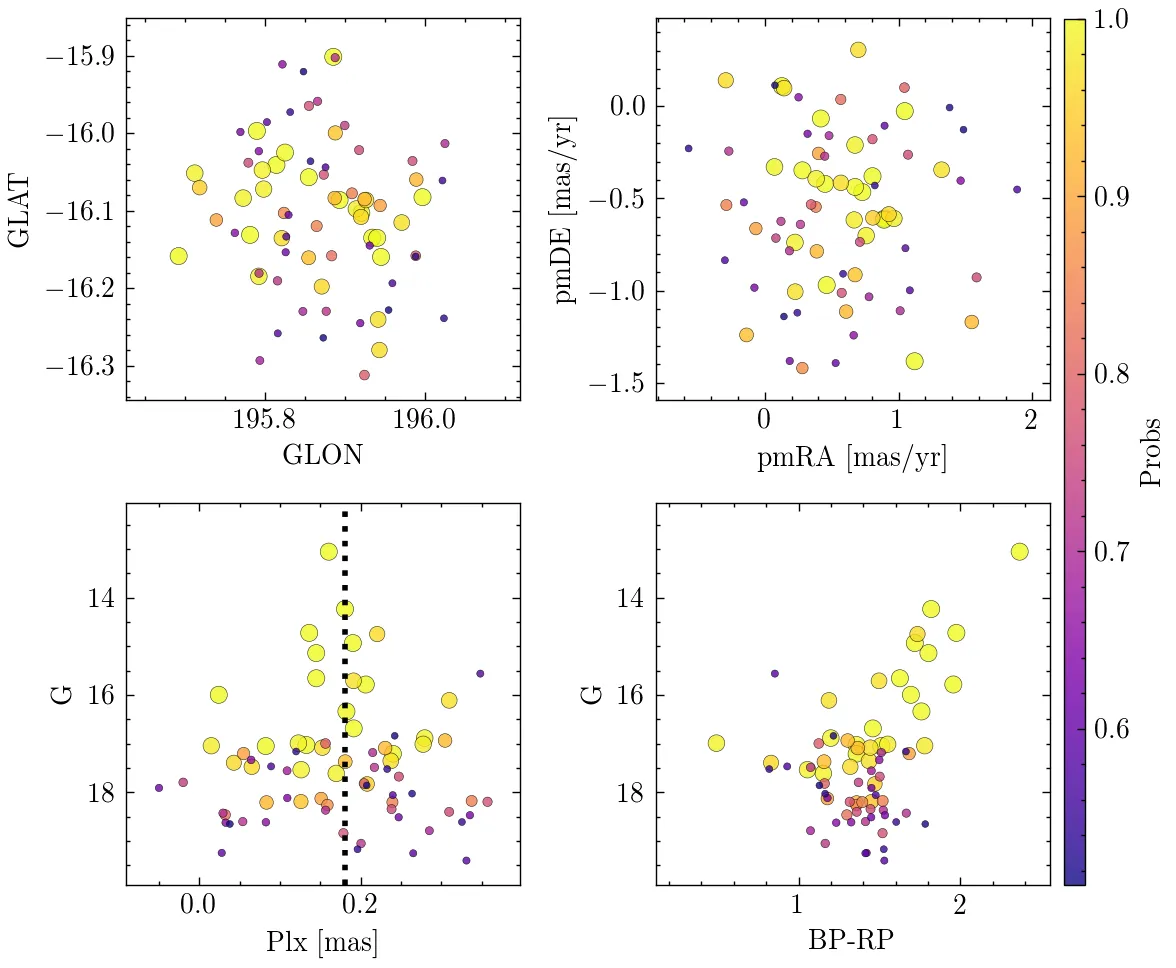 −15.9
−16.0
−16.1
−16.2
−16.3
GLAT
195.8 196.0
GLON
0.0
−0.5
−1.0
−1.5
pmDE [mas/yr]
0 1 2
pmRA [mas/yr]
1.0
0.9
0.8
0.7
0.6
Probs
14
16
18
G
0.0 0.2
Plx [mas]
14
16
18
G
1 2
BP-RP